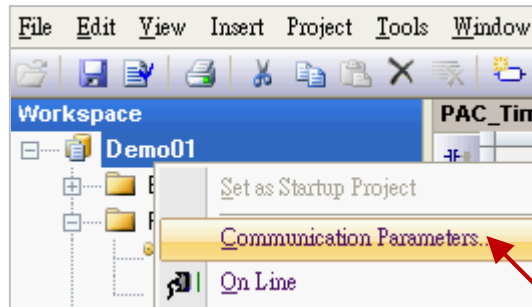 File Edit View Insert Project Tools Window
Workspace
PAC_Tim
Demo01
Set as Startup Project
Communication Parameters...
On Line